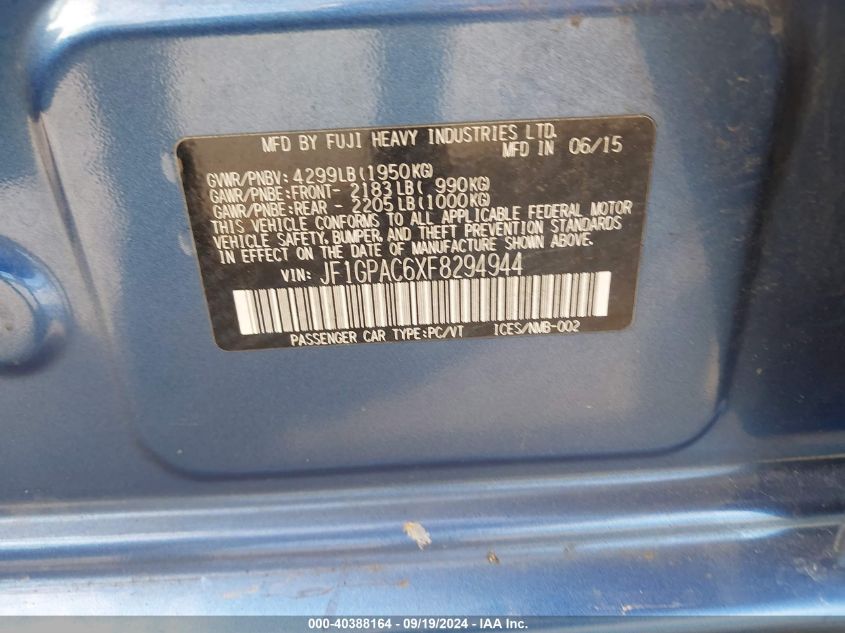 MFD BY FUJI HEAVY INDUSTRIES LTD.
MFD IN 06/15
GVWR/PNBV: 4299LB(1950KG)
GAWR/PNBE:FRONT- 2183LB( 990KG)
GAWR/PNBE:REAR - 2205LB(1000KG)
THIS VEHICLE CONFORMS TO ALL APPLICABLE FEDERAL MOTOR
VEHICLE SAFETY, BUMPER, AND THEFT PREVENTION STANDARDS
IN EFFECT ON THE DATE OF MANUFACTURE SHOWN ABOVE.
VIN: JF1GPAC6XF8294944
PASSENGER CAR TYPE:PC/VT ICES/NMB-002
000-40388164 - 09/19/2024 - IAA Inc.